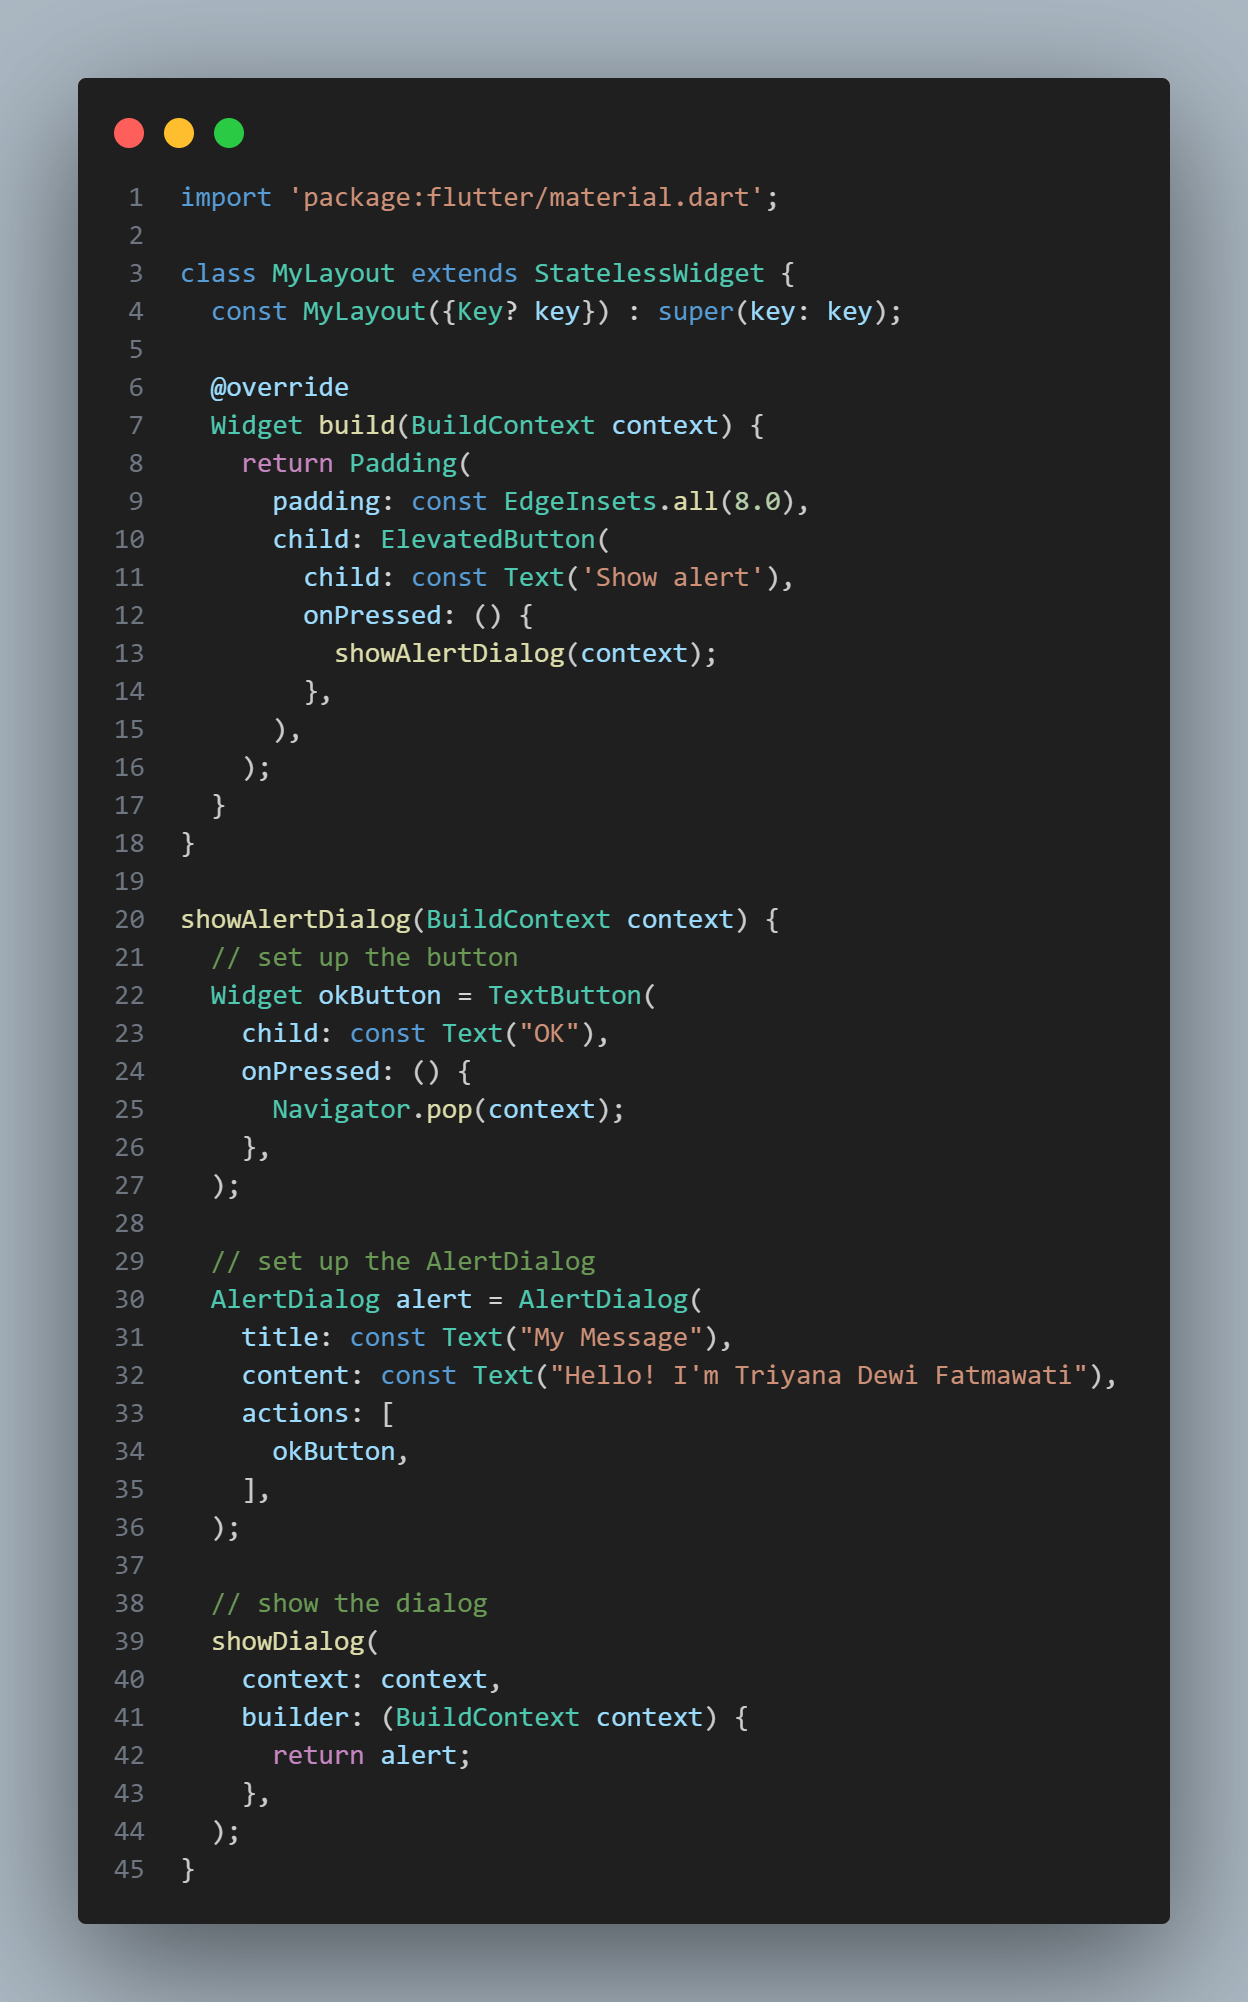 1 import 'package:flutter/material.dart';
2
3 class MyLayout extends StatelessWidget {
4   const MyLayout({Key? key}) : super(key: key);
5
6   @override
7   Widget build(BuildContext context) {
8     return Padding(
9       padding: const EdgeInsets.all(8.0),
10       child: ElevatedButton(
11         child: const Text('Show alert'),
12         onPressed: () {
13           showAlertDialog(context);
14         },
15       ),
16     );
17   }
18 }
19
20 showAlertDialog(BuildContext context) {
21   // set up the button
22   Widget okButton = TextButton(
23     child: const Text("OK"),
24     onPressed: () {
25       Navigator.pop(context);
26     },
27   );
28
29   // set up the AlertDialog
30   AlertDialog alert = AlertDialog(
31     title: const Text("My Message"),
32     content: const Text("Hello! I'm Triyana Dewi Fatmawati"),
33     actions: [
34       okButton,
35     ],
36   );
37
38   // show the dialog
39   showDialog(
40     context: context,
41     builder: (BuildContext context) {
42       return alert;
43     },
44   );
45 }